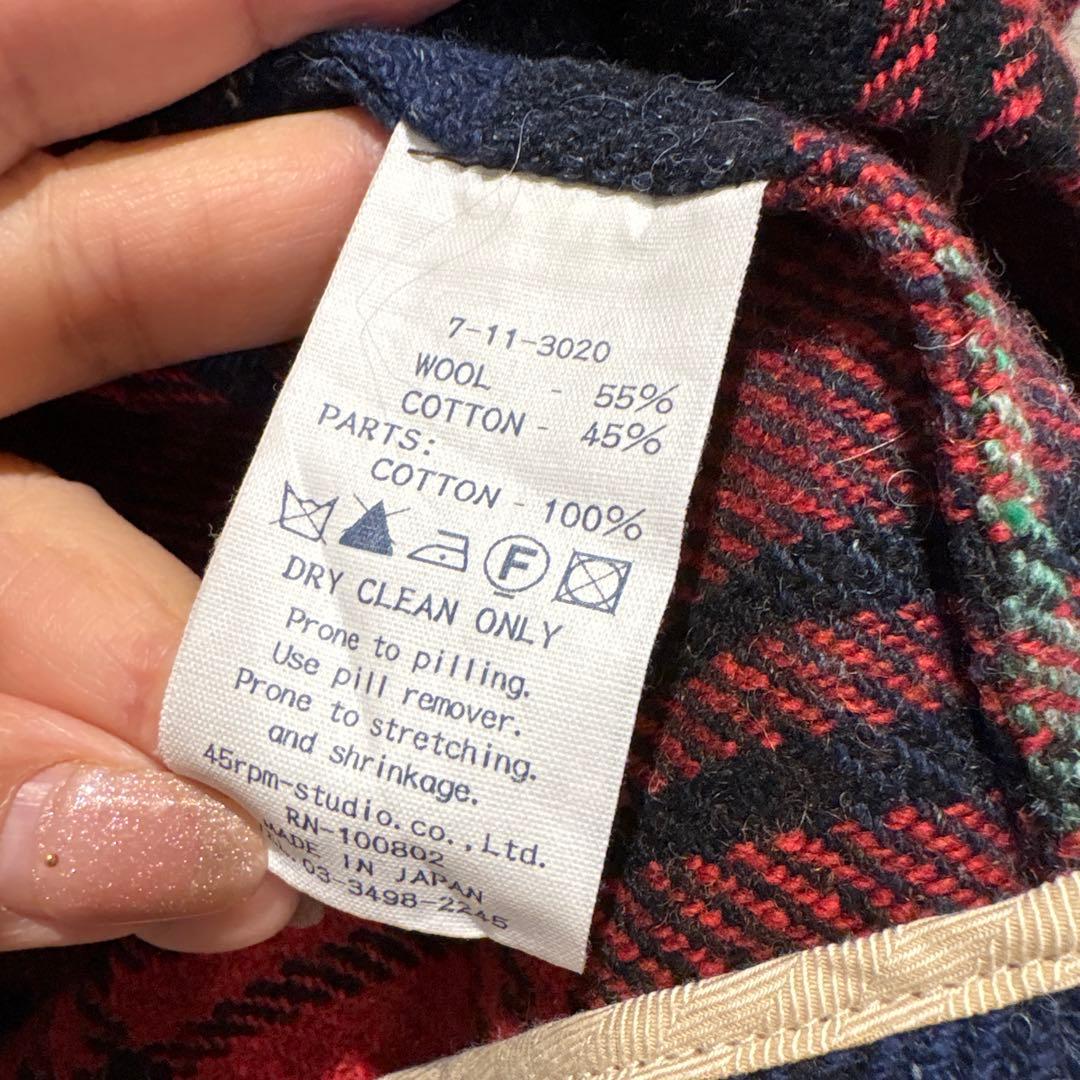 7-11-3020
WOOL - 55%
COTTON - 45%
PARTS:
COTTON - 100%
F
DRY CLEAN ONLY
Prone to pilling.
Use pill remover.
Prone to stretching.
and shrinkage.
45rpm-studio.co.,Ltd.
RN-100802
MADE IN JAPAN
03-3498-2245